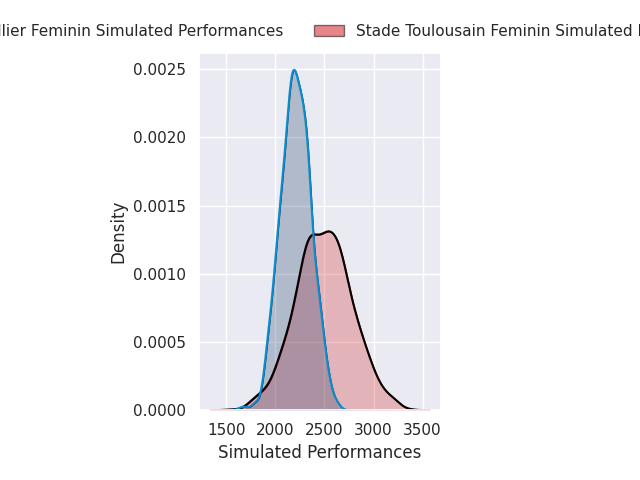 llier Feminin Simulated Performances
Stade Toulousain Feminin Simulated
0.0025
0.0020
0.0015
0.0010
0.0005
0.0000
Density
1500 2000 2500 3000 3500
Simulated Performances